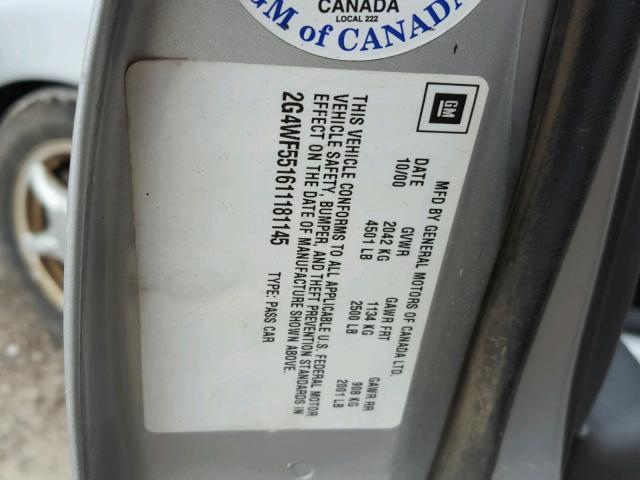 CANADA
LOCAL 222
GM of CANADA
GM
MFD BY GENERAL MOTORS OF CANADA LTD.
DATE GVWR GAWR FRT GAWR RR
10/00 2042 KG 1134 KG 908 KG
4501 LB 2500 LB 2001 LB
THIS VEHICLE CONFORMS TO ALL APPLICABLE U.S. FEDERAL MOTOR
VEHICLE SAFETY, BUMPER, AND THEFT PREVENTION STANDARDS IN
EFFECT ON THE DATE OF MANUFACTURE SHOWN ABOVE.
2G4WF551611181145 TYPE: PASS CAR